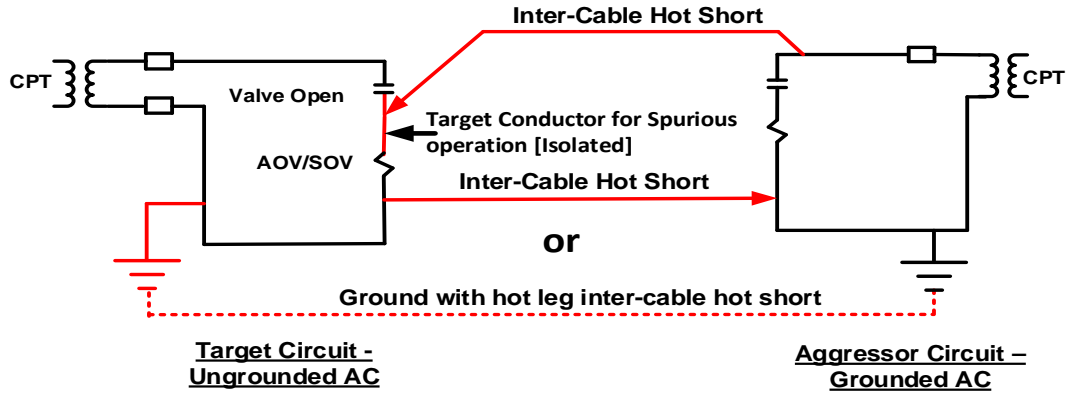 Inter-Cable Hot Short
CPT
CPT
Valve Open
Target Conductor for Spurious
operation [Isolated]
AOV/SOV
Inter-Cable Hot Short
or
Ground with hot leg inter-cable hot short
Target Circuit -
Ungrounded AC
Aggressor Circuit –
Grounded AC